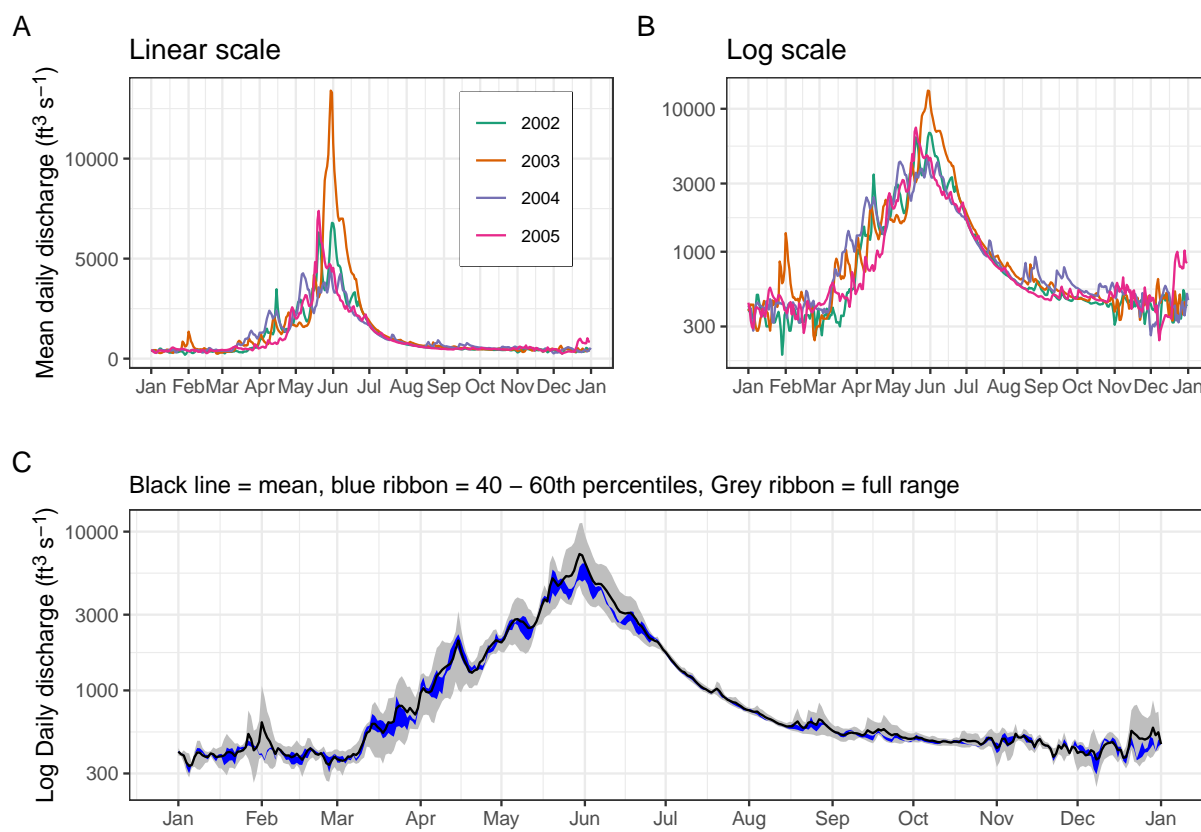 A
Linear scale
Mean daily discharge (ft³ s⁻¹)
10000
5000
0
2002
2003
2004
2005
Jan Feb Mar Apr May Jun Jul Aug Sep Oct Nov Dec Jan
B
Log scale
10000
3000
1000
300
Jan Feb Mar Apr May Jun Jul Aug Sep Oct Nov Dec Jan
C
Black line = mean, blue ribbon = 40 − 60th percentiles, Grey ribbon = full range
Log Daily discharge (ft³ s⁻¹)
10000
3000
1000
300
Jan Feb Mar Apr May Jun Jul Aug Sep Oct Nov Dec Jan